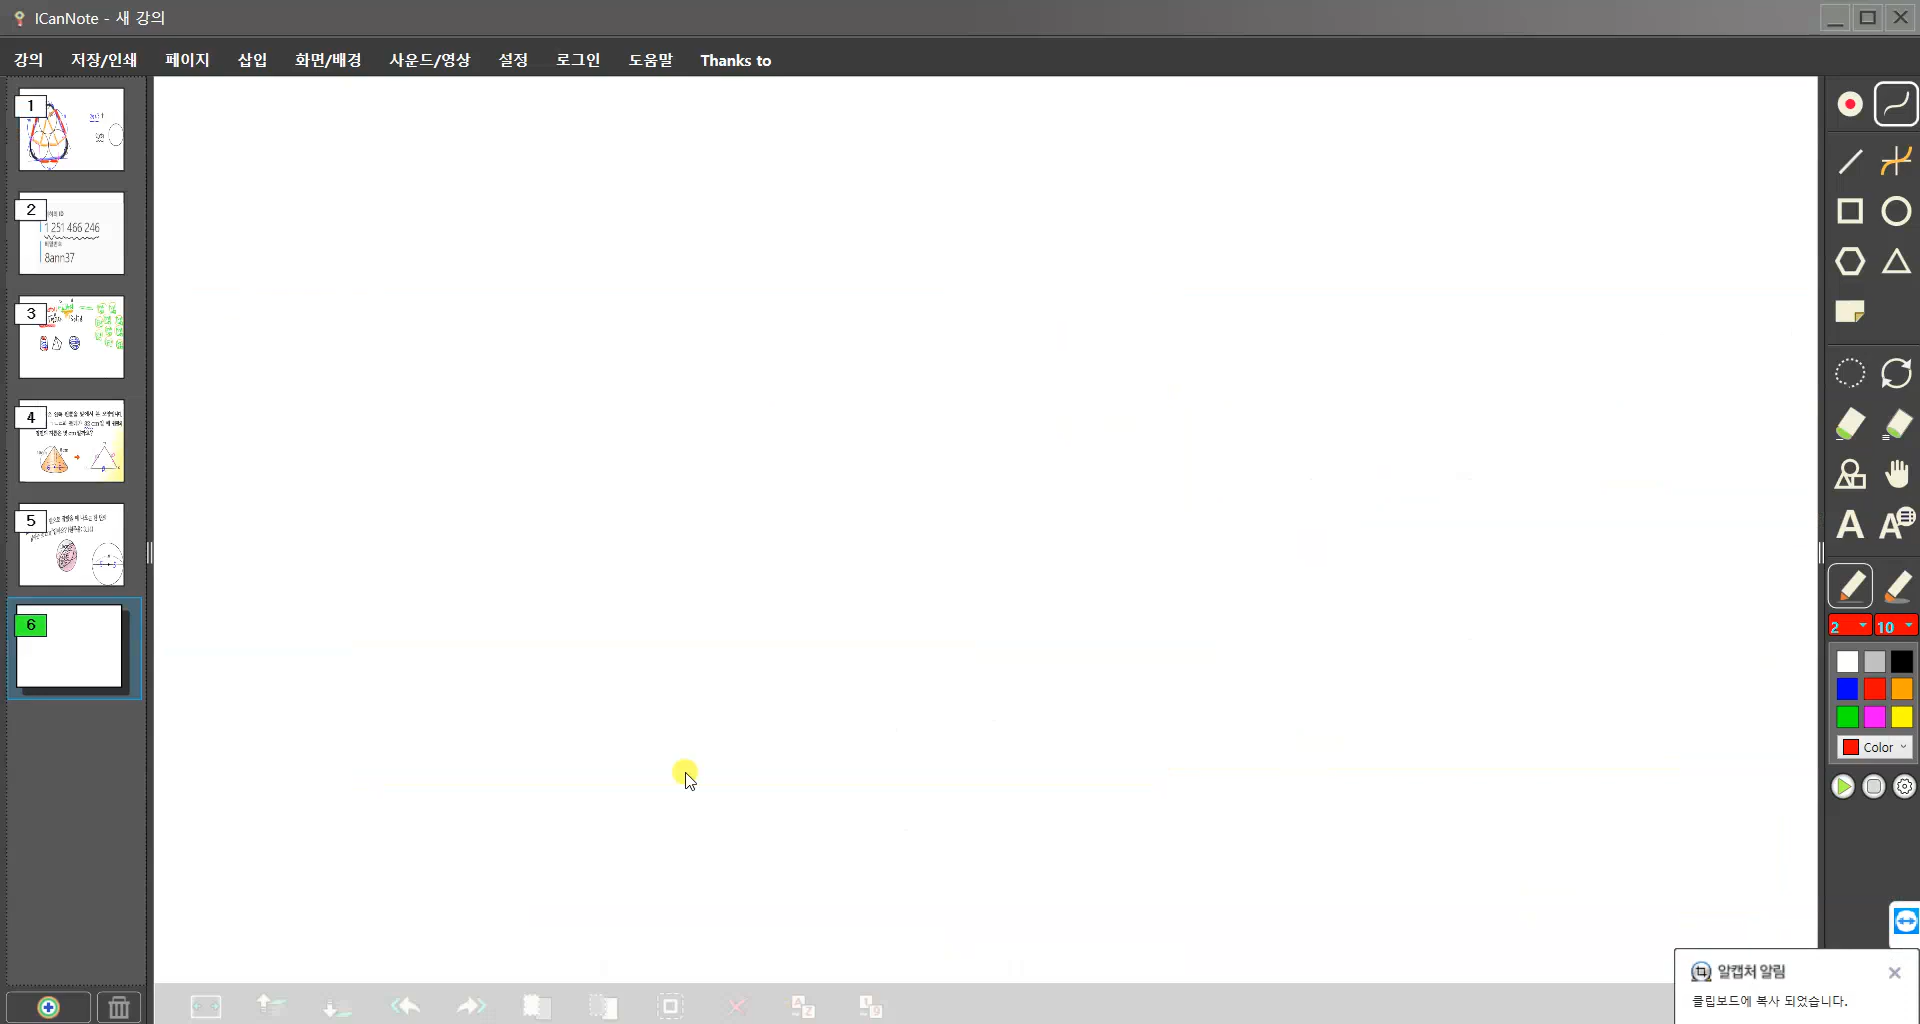 ICanNote - 새 강의
강의 저장/인쇄 페이지 삽입 화면/배경 사운드/영상 설정 로그인 도움말 Thanks to
1
2
1 251 466 246
8ann37
3
4
5
6
A A
2 10
Color
알캡처 알림
클립보드에 복사 되었습니다.